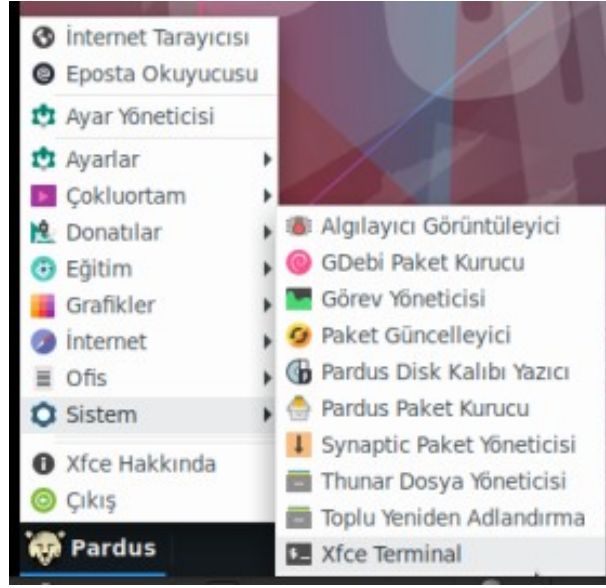 İnternet Tarayıcısı
Eposta Okuyucusu
Ayar Yöneticisi
Ayarlar
Çokluortam
Donatılar
Eğitim
Grafikler
İnternet
Ofis
Sistem
Xfce Hakkında
Çıkış
Pardus
Algılayıcı Görüntüleyici
GDebi Paket Kurucu
Görev Yöneticisi
Paket Güncelleyici
Pardus Disk Kalıbı Yazıcı
Pardus Paket Kurucu
Synaptic Paket Yöneticisi
Thunar Dosya Yöneticisi
Toplu Yeniden Adlandırma
Xfce Terminal